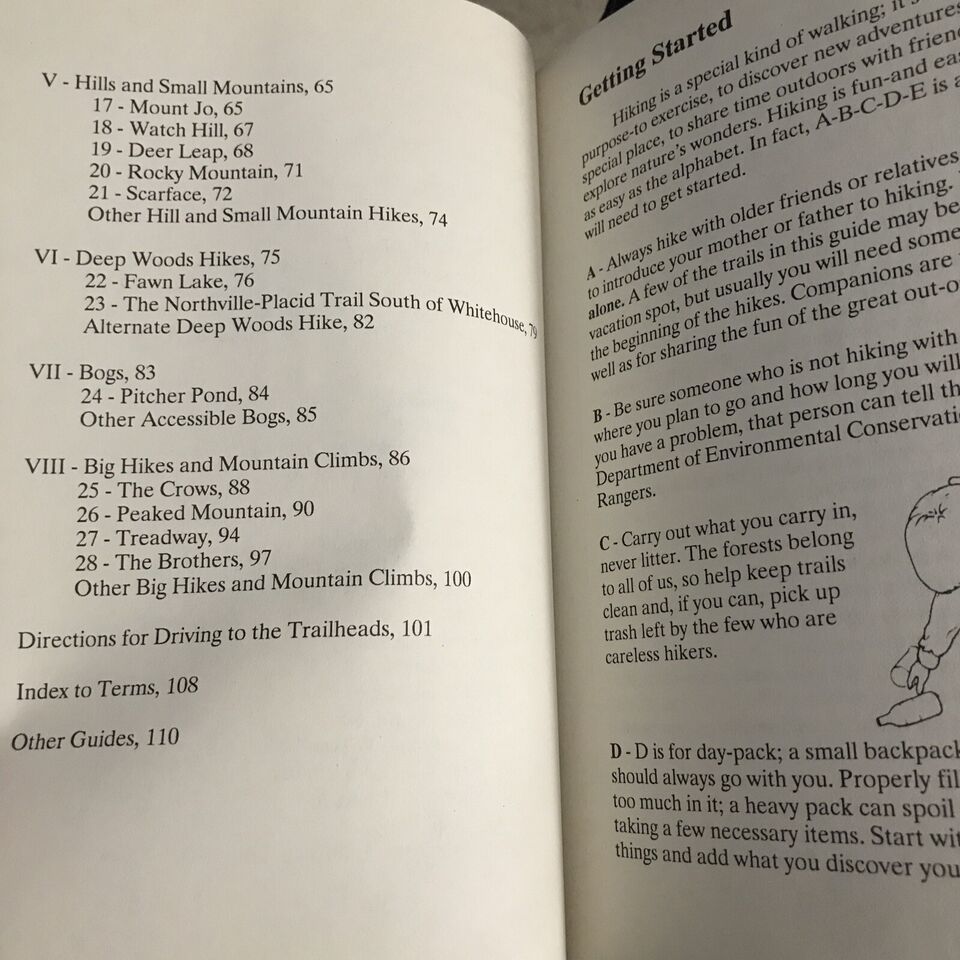 V - Hills and Small Mountains, 65
17 - Mount Jo, 65
18 - Watch Hill, 67
19 - Deer Leap, 68
20 - Rocky Mountain, 71
21 - Scarface, 72
Other Hill and Small Mountain Hikes, 74
VI - Deep Woods Hikes, 75
22 - Fawn Lake, 76
23 - The Northville-Placid Trail South of Whitehouse, 79
Alternate Deep Woods Hike, 82
VII - Bogs, 83
24 - Pitcher Pond, 84
Other Accessible Bogs, 85
VIII - Big Hikes and Mountain Climbs, 86
25 - The Crows, 88
26 - Peaked Mountain, 90
27 - Treadway, 94
28 - The Brothers, 97
Other Big Hikes and Mountain Climbs, 100
Directions for Driving to the Trailheads, 101
Index to Terms, 108
Other Guides, 110
Getting Started
Hiking is a special kind of walking;
purpose-to exercise, to discover new adventures
special place, to share time outdoors with
explore nature's wonders. Hiking is fun-and
as easy as the alphabet. In fact, A-B-C-D-E is
will need to get started.
A - Always hike with older friends or relatives
to introduce your mother or father to hiking.
alone. A few of the trails in this guide may be
vacation spot, but usually you will need some
the beginning of the hikes. Companions are
well as for sharing the fun of the great
B - Be sure someone who is not hiking with
where you plan to go and how long you will
you have a problem, that person can tell
Department of Environmental
Rangers.
C - Carry out what you carry in,
never litter. The forests belong
to all of us, so help keep trails
clean and, if you can, pick up
trash left by the few who are
careless hikers.
D - D is for day-pack; a small
should always go with you. Properly
too much in it; a heavy pack can spoil
taking a few necessary items. Start
things and add what you discover